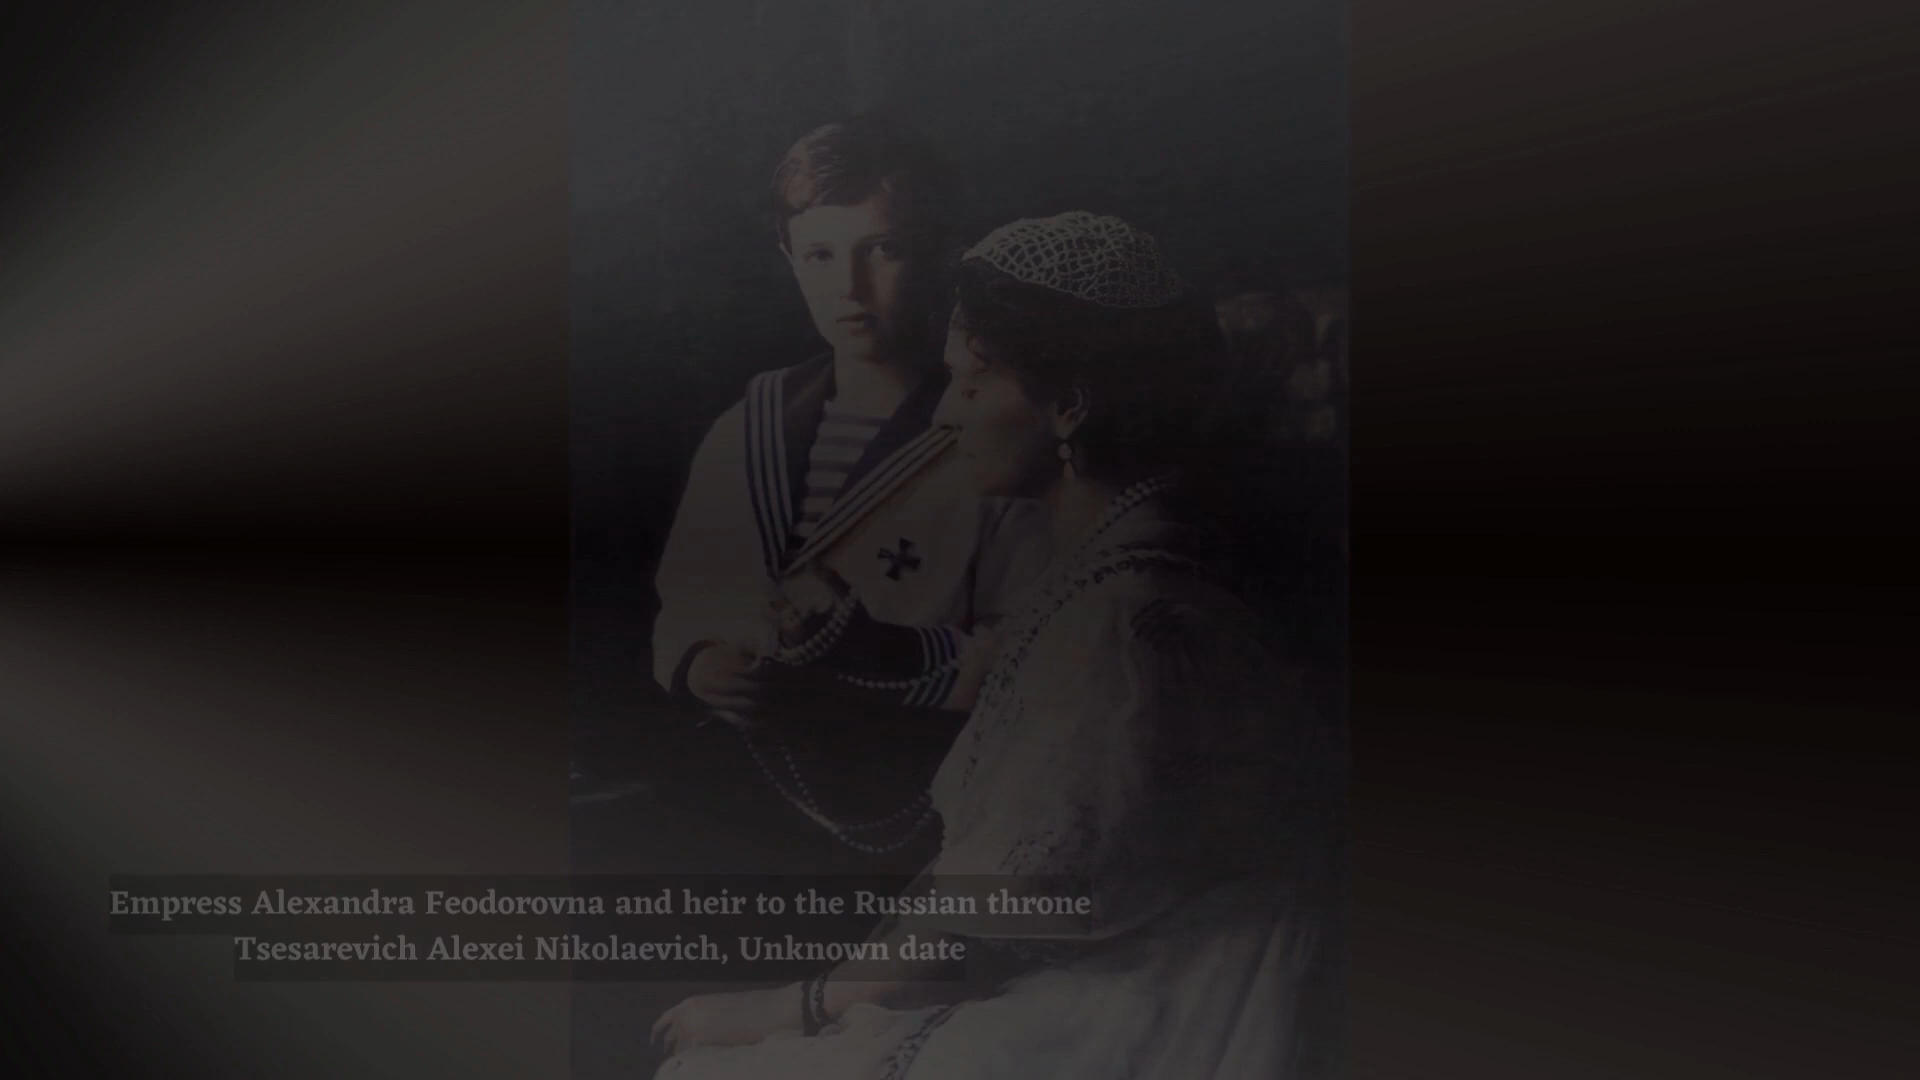 Empress Alexandra Feodorovna and heir to the Russian throne
Tsesarevich Alexei Nikolaevich, Unknown date